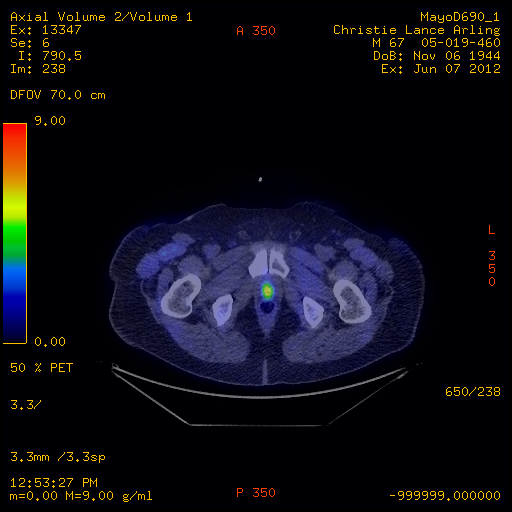 Axial Volume 2/Volume 1
Ex: 13347
Se: 6
I: 790.5
Im: 238
DFOV 70.0 cm
9.00
0.00
50 % PET
3.3/
3.3mm /3.3sp
12:53:27 PM
m=0.00 M=9.00 g/ml
A 350
MayoD690_1
Christie Lance Arling
M 67 05-019-460
DoB: Nov 06 1944
Ex: Jun 07 2012
L
3
5
0
650/238
P 350
-999999.000000